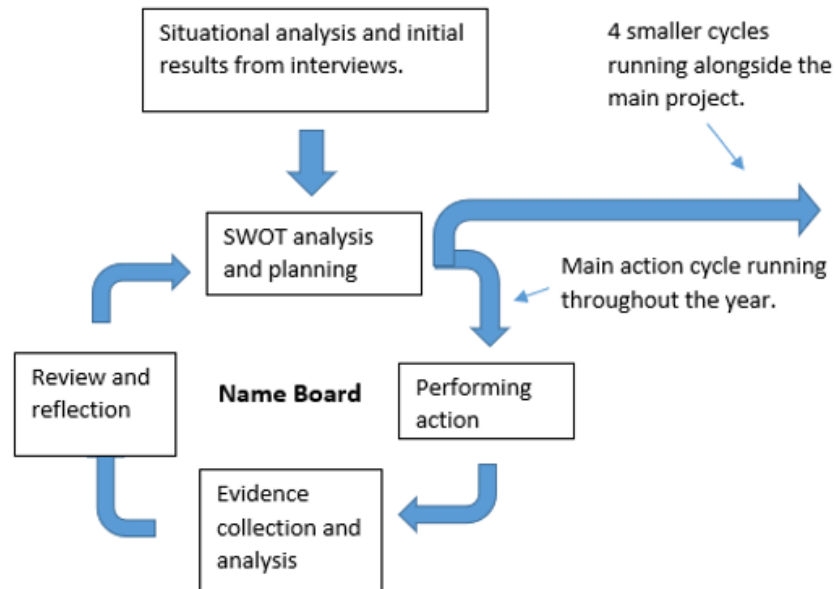 Situational analysis and initial
results from interviews.
4 smaller cycles
running alongside the
main project.
SWOT analysis
and planning
Main action cycle running
throughout the year.
Review and
reflection
Name Board
Performing
action
Evidence
collection and
analysis